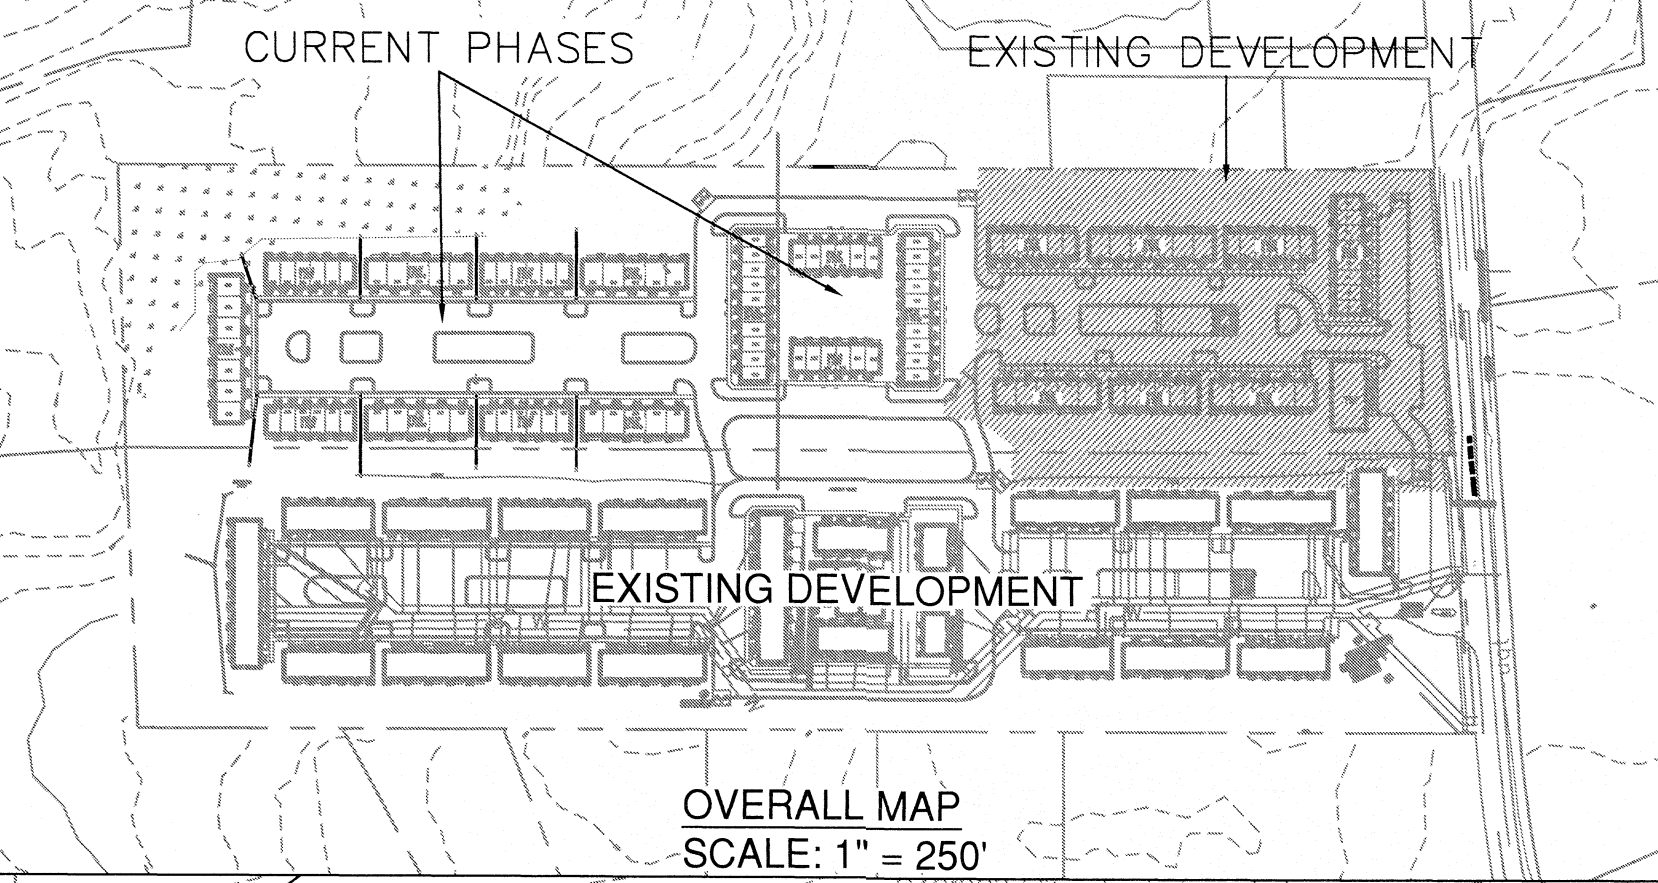 CURRENT PHASES
EXISTING DEVELOPMENT
EXISTING DEVELOPMENT
OVERALL MAP
SCALE: 1" = 250'